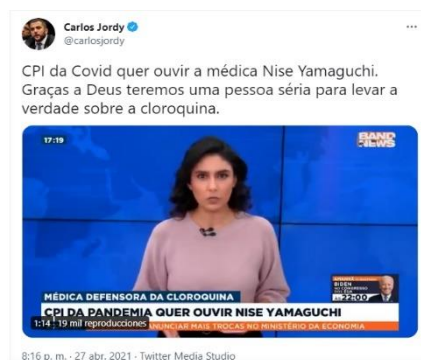 Carlos Jordy
@carlosjordy
CPI da Covid quer ouvir a médica Nise Yamaguchi.
Graças a Deus teremos uma pessoa séria para levar a
verdade sobre a cloroquina.
17:19
BAND
NEWS
BIDEN
22:00
MÉDICA DEFENSORA DA CLOROQUINA
CPI DA PANDEMIA QUER OUVIR NISE YAMAGUCHI
1:14 19 mil reproducciones
ANUNCIAR MAIS TROCAS NO MINISTÉRIO DA ECONOMIA
8:16 p. m. · 27 abr. 2021 · Twitter Media Studio